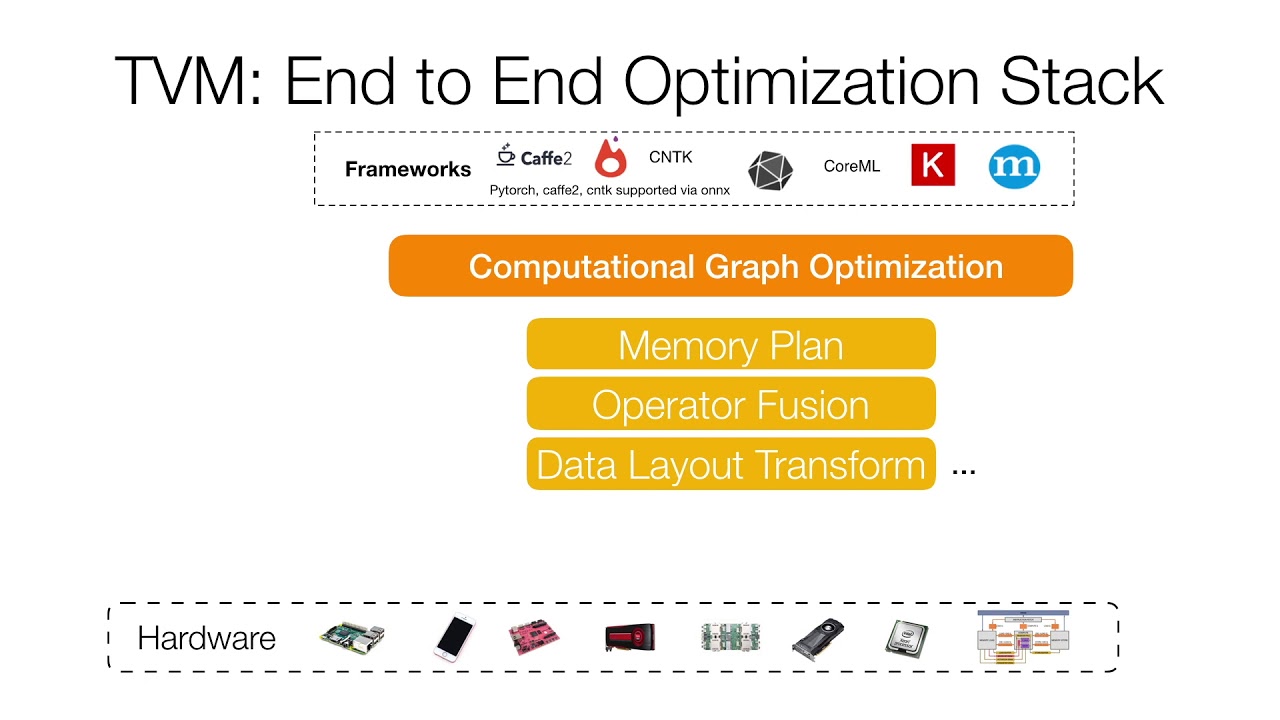 TVM: End to End Optimization Stack
Frameworks
Caffe2
CNTK
CoreML
K
m
Pytorch, caffe2, cntk supported via onnx
Computational Graph Optimization
Memory Plan
Operator Fusion
Data Layout Transform ...
Hardware